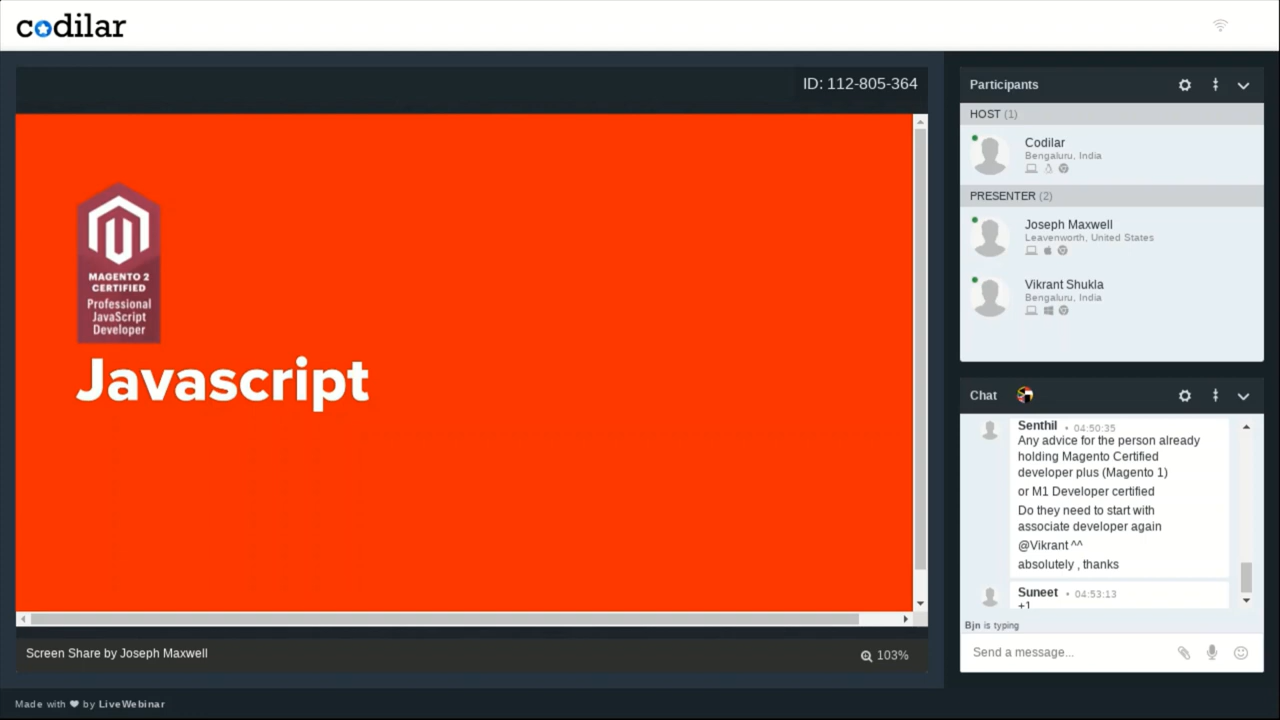 codilar
ID: 112-805-364
MAGENTO 2
CERTIFIED
Professional
JavaScript
Developer
Javascript
Screen Share by Joseph Maxwell
103%
Participants
HOST (1)
Codilar
Bengaluru, India
PRESENTER (2)
Joseph Maxwell
Leavenworth, United States
Vikrant Shukla
Bengaluru, India
Chat
Senthil • 04:50:35
Any advice for the person already
holding Magento Certified
developer plus (Magento 1)
or M1 Developer certified
Do they need to start with
associate developer again
@Vikrant ^^
absolutely , thanks
Suneet • 04:53:13
+1
Bjn is typing
Send a message...
Made with ❤ by LiveWebinar